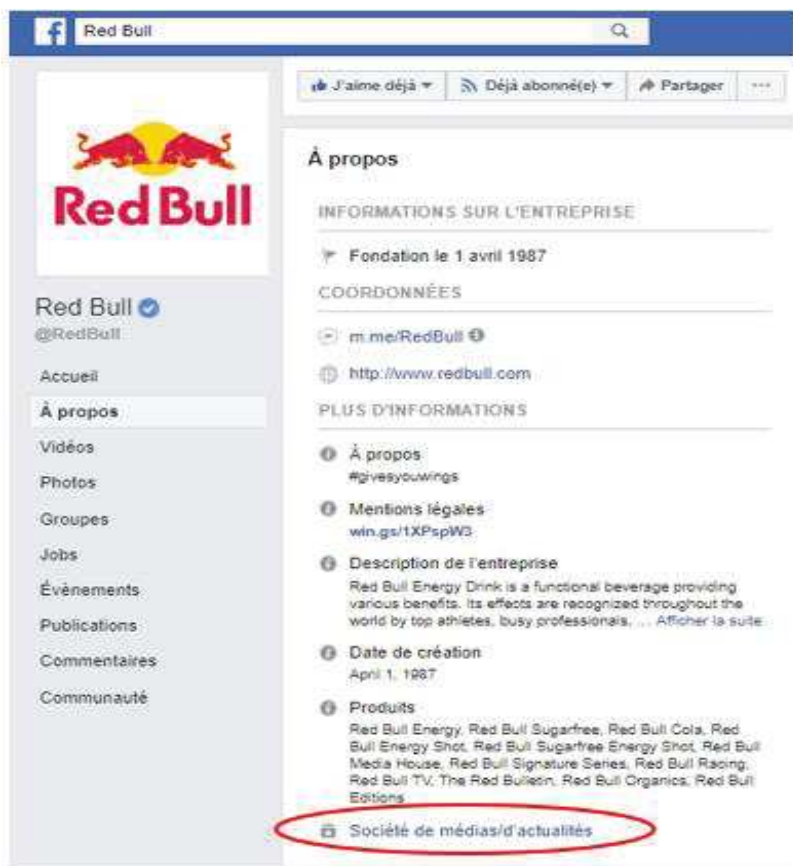 f Red Bull
J'aime déjà Déjà abonné(e) Partager ...
Red Bull
À propos
INFORMATIONS SUR L'ENTREPRISE
Fondation le 1 avril 1987
COORDONNÉES
m.me/RedBull
http://www.redbull.com
PLUS D'INFORMATIONS
À propos
#givesyouwings
Mentions légales
win.gs/1XPspW3
Description de l'entreprise
Red Bull Energy Drink is a functional beverage providing
various benefits. Its effects are recognized throughout the
world by top athletes, busy professionals, ... Afficher la suite
Date de création
April 1, 1987
Produits
Red Bull Energy, Red Bull Sugarfree, Red Bull Cola, Red
Bull Energy Shot, Red Bull Sugarfree Energy Shot, Red Bull
Media House, Red Bull Signature Series, Red Bull Racing,
Red Bull TV, The Red Bulletin, Red Bull Organics, Red Bull
Editions
Société de médias/d'actualités
Red Bull
@RedBull
Accueil
À propos
Vidéos
Photos
Groupes
Jobs
Évènements
Publications
Commentaires
Communauté